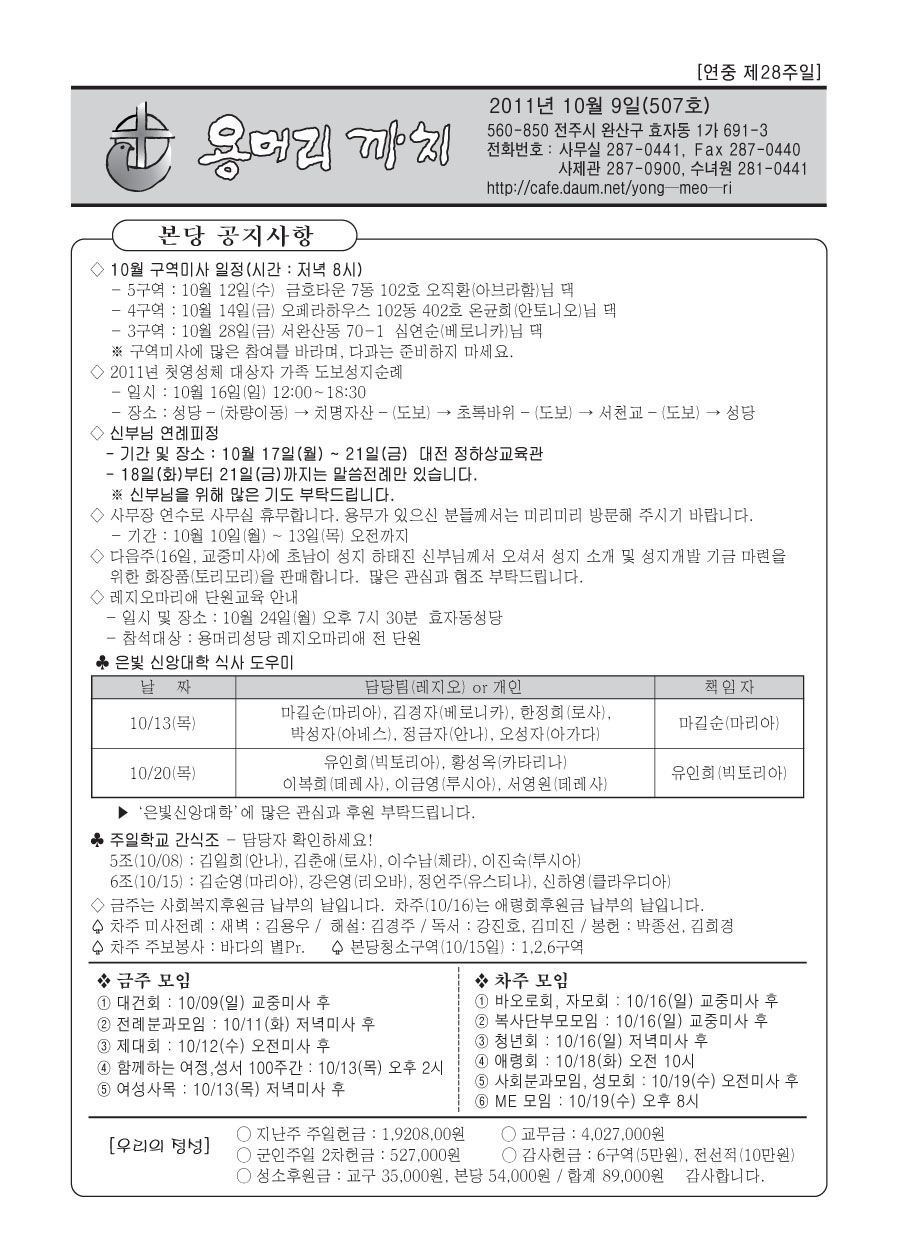 [연중 제28주일]
용머리 까치
2011년 10월 9일(507호)
560-850 전주시 완산구 효자동 1가 691-3
전화번호 : 사무실 287-0441, Fax 287-0440
사제관 287-0900, 수녀원 281-0441
http://cafe.daum.net/yong─meo─ri
본당 공지사항
◇ 10월 구역미사 일정(시간 : 저녁 8시)
- 5구역 : 10월 12일(수) 금호타운 7동 102호 오직환(아브라함)님 댁
- 4구역 : 10월 14일(금) 오페라하우스 102동 402호 온균희(안토니오)님 댁
- 3구역 : 10월 28일(금) 서완산동 70-1 심연순(베로니카)님 댁
※ 구역미사에 많은 참여를 바라며, 다과는 준비하지 마세요.
◇ 2011년 첫영성체 대상자 가족 도보성지순례
- 일시 : 10월 16일(일) 12:00~18:30
- 장소 : 성당 - (차량이동) → 치명자산 - (도보) → 초록바위 - (도보) → 서천교 - (도보) → 성당
◇ 신부님 연례피정
- 기간 및 장소 : 10월 17일(월) ~ 21일(금) 대전 정하상교육관
- 18일(화)부터 21일(금)까지는 말씀전례만 있습니다.
※ 신부님을 위해 많은 기도 부탁드립니다.
◇ 사무장 연수로 사무실 휴무합니다. 용무가 있으신 분들께서는 미리미리 방문해 주시기 바랍니다.
- 기간 : 10월 10일(월) ~ 13일(목) 오전까지
◇ 다음주(16일, 교중미사)에 초남이 성지 하태진 신부님께서 오셔서 성지 소개 및 성지개발 기금 마련을
위한 화장품(토리모리)을 판매합니다. 많은 관심과 협조 부탁드립니다.
◇ 레지오마리애 단원교육 안내
- 일시 및 장소 : 10월 24일(월) 오후 7시 30분 효자동성당
- 참석대상 : 용머리성당 레지오마리애 전 단원
♣ 은빛 신앙대학 식사 도우미
날 짜 담당팀(레지오) or 개인 책임자
10/13(목) 마길순(마리아), 김경자(베로니카), 한정희(로사), 마길순(마리아)
박성자(아네스), 정금자(안나), 오성자(아가다)
10/20(목) 유인희(빅토리아), 황성옥(카타리나) 유인희(빅토리아)
이복희(데레사), 이금영(루시아), 서영원(데레사)
▶ '은빛신앙대학'에 많은 관심과 후원 부탁드립니다.
♣ 주일학교 간식조 - 담당자 확인하세요!
5조(10/08) : 김일희(안나), 김춘애(로사), 이수남(체라), 이진숙(루시아)
6조(10/15) : 김순영(마리아), 강은영(리오바), 정언주(유스티나), 신하영(클라우디아)
◇ 금주는 사회복지후원금 납부의 날입니다. 차주(10/16)는 애령회후원금 납부의 날입니다.
♤ 차주 미사전례 : 새벽 : 김용우 / 해설: 김경주 / 독서 : 강진호, 김미진 / 봉헌 : 박종선, 김희경
♤ 차주 주보봉사 : 바다의 별Pr. ♤ 본당청소구역(10/15일) : 1,2,6구역
❖ 금주 모임
① 대건회 : 10/09(일) 교중미사 후
② 전례분과모임 : 10/11(화) 저녁미사 후
③ 제대회 : 10/12(수) 오전미사 후
④ 함께하는 여정,성서 100주간 : 10/13(목) 오후 2시
⑤ 여성사목 : 10/13(목) 저녁미사 후
❖ 차주 모임
① 바오로회, 자모회 : 10/16(일) 교중미사 후
② 복사단부모모임 : 10/16(일) 교중미사 후
③ 청년회 : 10/16(일) 저녁미사 후
④ 애령회 : 10/18(화) 오전 10시
⑤ 사회분과모임, 성모회 : 10/19(수) 오전미사 후
⑥ ME 모임 : 10/19(수) 오후 8시
[우리의 정성]
○ 지난주 주일헌금 : 1,9208,00원 ○ 교무금 : 4,027,000원
○ 군인주일 2차헌금 : 527,000원 ○ 감사헌금 : 6구역(5만원), 전선적(10만원)
○ 성소후원금 : 교구 35,000원, 본당 54,000원 / 합계 89,000원 감사합니다.